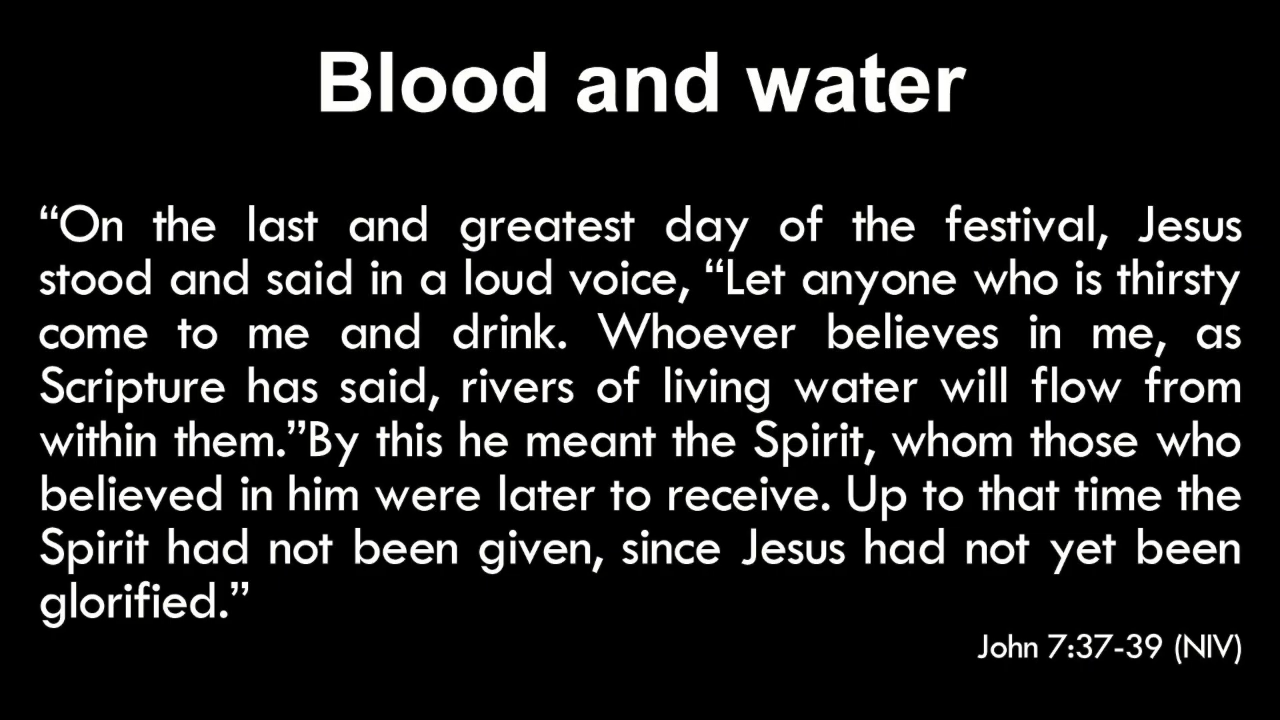 Blood and water
“On the last and greatest day of the festival, Jesus
stood and said in a loud voice, “Let anyone who is thirsty
come to me and drink. Whoever believes in me, as
Scripture has said, rivers of living water will flow from
within them.”By this he meant the Spirit, whom those who
believed in him were later to receive. Up to that time the
Spirit had not been given, since Jesus had not yet been
glorified.”
John 7:37-39 (NIV)